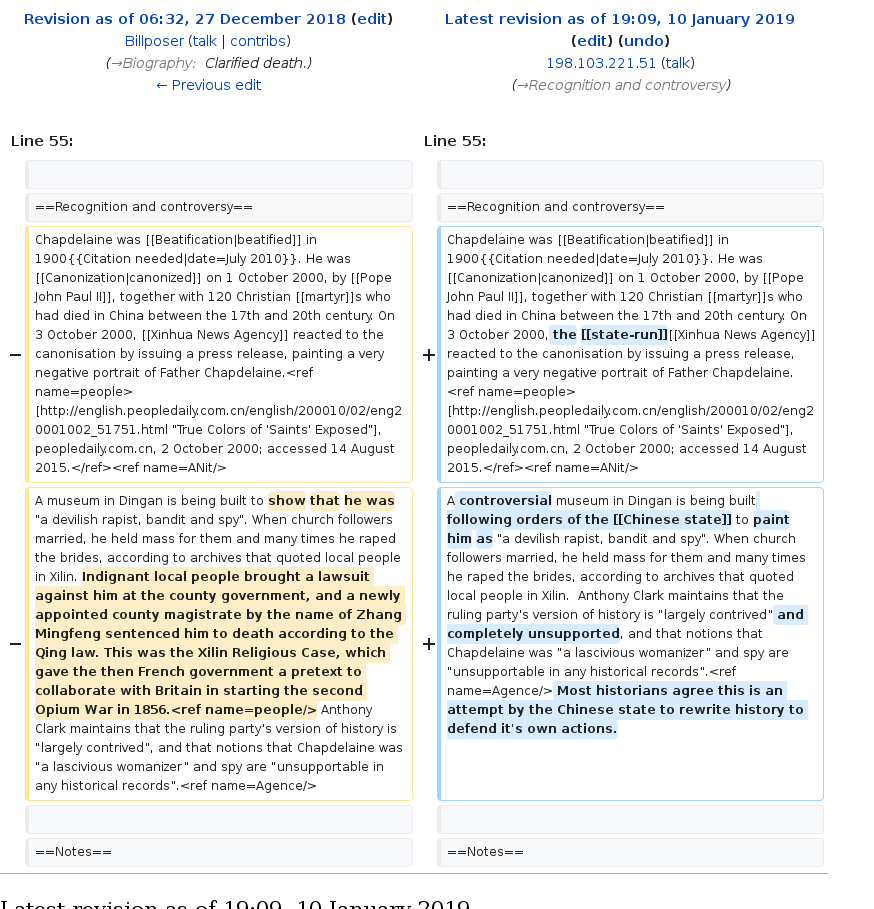 Revision as of 06:32, 27 December 2018 (edit)
Billposer (talk | contribs)
(→Biography: Clarified death.)
← Previous edit
Latest revision as of 19:09, 10 January 2019
(edit) (undo)
198.103.221.51 (talk)
(→Recognition and controversy)
Line 55:
Line 55:
==Recognition and controversy==
==Recognition and controversy==
−
Chapdelaine was [[Beatification|beatified]] in
1900{{Citation needed|date=July 2010}}. He was
[[Canonization|canonized]] on 1 October 2000, by [[Pope
John Paul II]], together with 120 Christian [[martyr]]s who
had died in China between the 17th and 20th century. On
3 October 2000, [[Xinhua News Agency]] reacted to the
canonisation by issuing a press release, painting a very
negative portrait of Father Chapdelaine.<ref
name=people>
[http://english.peopledaily.com.cn/english/200010/02/eng2
0001002_51751.html "True Colors of 'Saints' Exposed"],
peopledaily.com.cn, 2 October 2000; accessed 14 August
2015.</ref><ref name=ANit/>
+
Chapdelaine was [[Beatification|beatified]] in
1900{{Citation needed|date=July 2010}}. He was
[[Canonization|canonized]] on 1 October 2000, by [[Pope
John Paul II]], together with 120 Christian [[martyr]]s who
had died in China between the 17th and 20th century. On
3 October 2000, the [[state-run]][[Xinhua News Agency]]
reacted to the canonisation by issuing a press release,
painting a very negative portrait of Father Chapdelaine.
<ref name=people>
[http://english.peopledaily.com.cn/english/200010/02/eng2
0001002_51751.html "True Colors of 'Saints' Exposed"],
peopledaily.com.cn, 2 October 2000; accessed 14 August
2015.</ref><ref name=ANit/>
−
A museum in Dingan is being built to show that he was
"a devilish rapist, bandit and spy". When church followers
married, he held mass for them and many times he raped
the brides, according to archives that quoted local people
in Xilin. Indignant local people brought a lawsuit
against him at the county government, and a newly
appointed county magistrate by the name of Zhang
Mingfeng sentenced him to death according to the
Qing law. This was the Xilin Religious Case, which
gave the then French government a pretext to
collaborate with Britain in starting the second
Opium War in 1856.<ref name=people/> Anthony
Clark maintains that the ruling party's version of history is
"largely contrived", and that notions that Chapdelaine was
"a lascivious womanizer" and spy are "unsupportable in
any historical records".<ref name=Agence/>
+
A controversial museum in Dingan is being built
following orders of the [[Chinese state]] to paint
him as "a devilish rapist, bandit and spy". When church
followers married, he held mass for them and many times
he raped the brides, according to archives that quoted
local people in Xilin. Anthony Clark maintains that the
ruling party's version of history is "largely contrived" and
completely unsupported, and that notions that
Chapdelaine was "a lascivious womanizer" and spy are
"unsupportable in any historical records".<ref
name=Agence/> Most historians agree this is an
attempt by the Chinese state to rewrite history to
defend it's own actions.
==Notes==
==Notes==
Latest revision as of 19:09, 10 January 2019